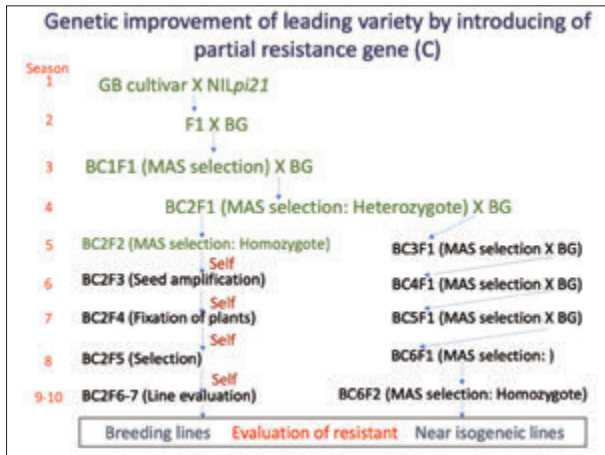 Genetic improvement of leading variety by introducing of
partial resistance gene (C)
Season
1 GB cultivar X NILpi21
2 F1 X BG
3 BC1F1 (MAS selection) X BG
4 BC2F1 (MAS selection: Heterozygote) X BG
5 BC2F2 (MAS selection: Homozygote) BC3F1 (MAS selection X BG)
Self
6 BC2F3 (Seed amplification) BC4F1 (MAS selection X BG)
Self
7 BC2F4 (Fixation of plants) BC5F1 (MAS selection X BG)
Self
8 BC2F5 (Selection) BC6F1 (MAS selection: )
Self
9-10 BC2F6-7 (Line evaluation) BC6F2 (MAS selection: Homozygote)
Breeding lines Evaluation of resistant Near isogeneic lines